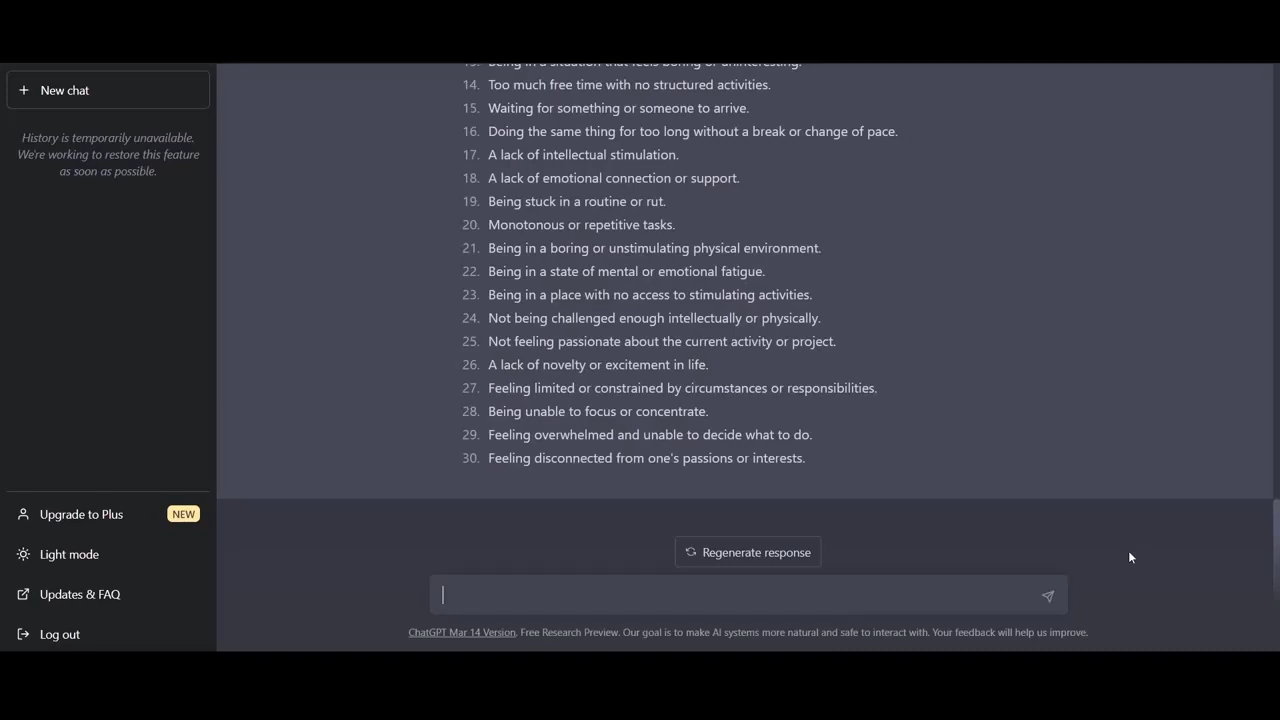 New chat
History is temporarily unavailable.
We're working to restore this feature
as soon as possible.
Upgrade to Plus NEW
Light mode
Updates & FAQ
Log out
13. Being in a situation that feels boring or uninteresting.
14. Too much free time with no structured activities.
15. Waiting for something or someone to arrive.
16. Doing the same thing for too long without a break or change of pace.
17. A lack of intellectual stimulation.
18. A lack of emotional connection or support.
19. Being stuck in a routine or rut.
20. Monotonous or repetitive tasks.
21. Being in a boring or unstimulating physical environment.
22. Being in a state of mental or emotional fatigue.
23. Being in a place with no access to stimulating activities.
24. Not being challenged enough intellectually or physically.
25. Not feeling passionate about the current activity or project.
26. A lack of novelty or excitement in life.
27. Feeling limited or constrained by circumstances or responsibilities.
28. Being unable to focus or concentrate.
29. Feeling overwhelmed and unable to decide what to do.
30. Feeling disconnected from one's passions or interests.
Regenerate response
ChatGPT Mar 14 Version. Free Research Preview. Our goal is to make AI systems more natural and safe to interact with. Your feedback will help us improve.